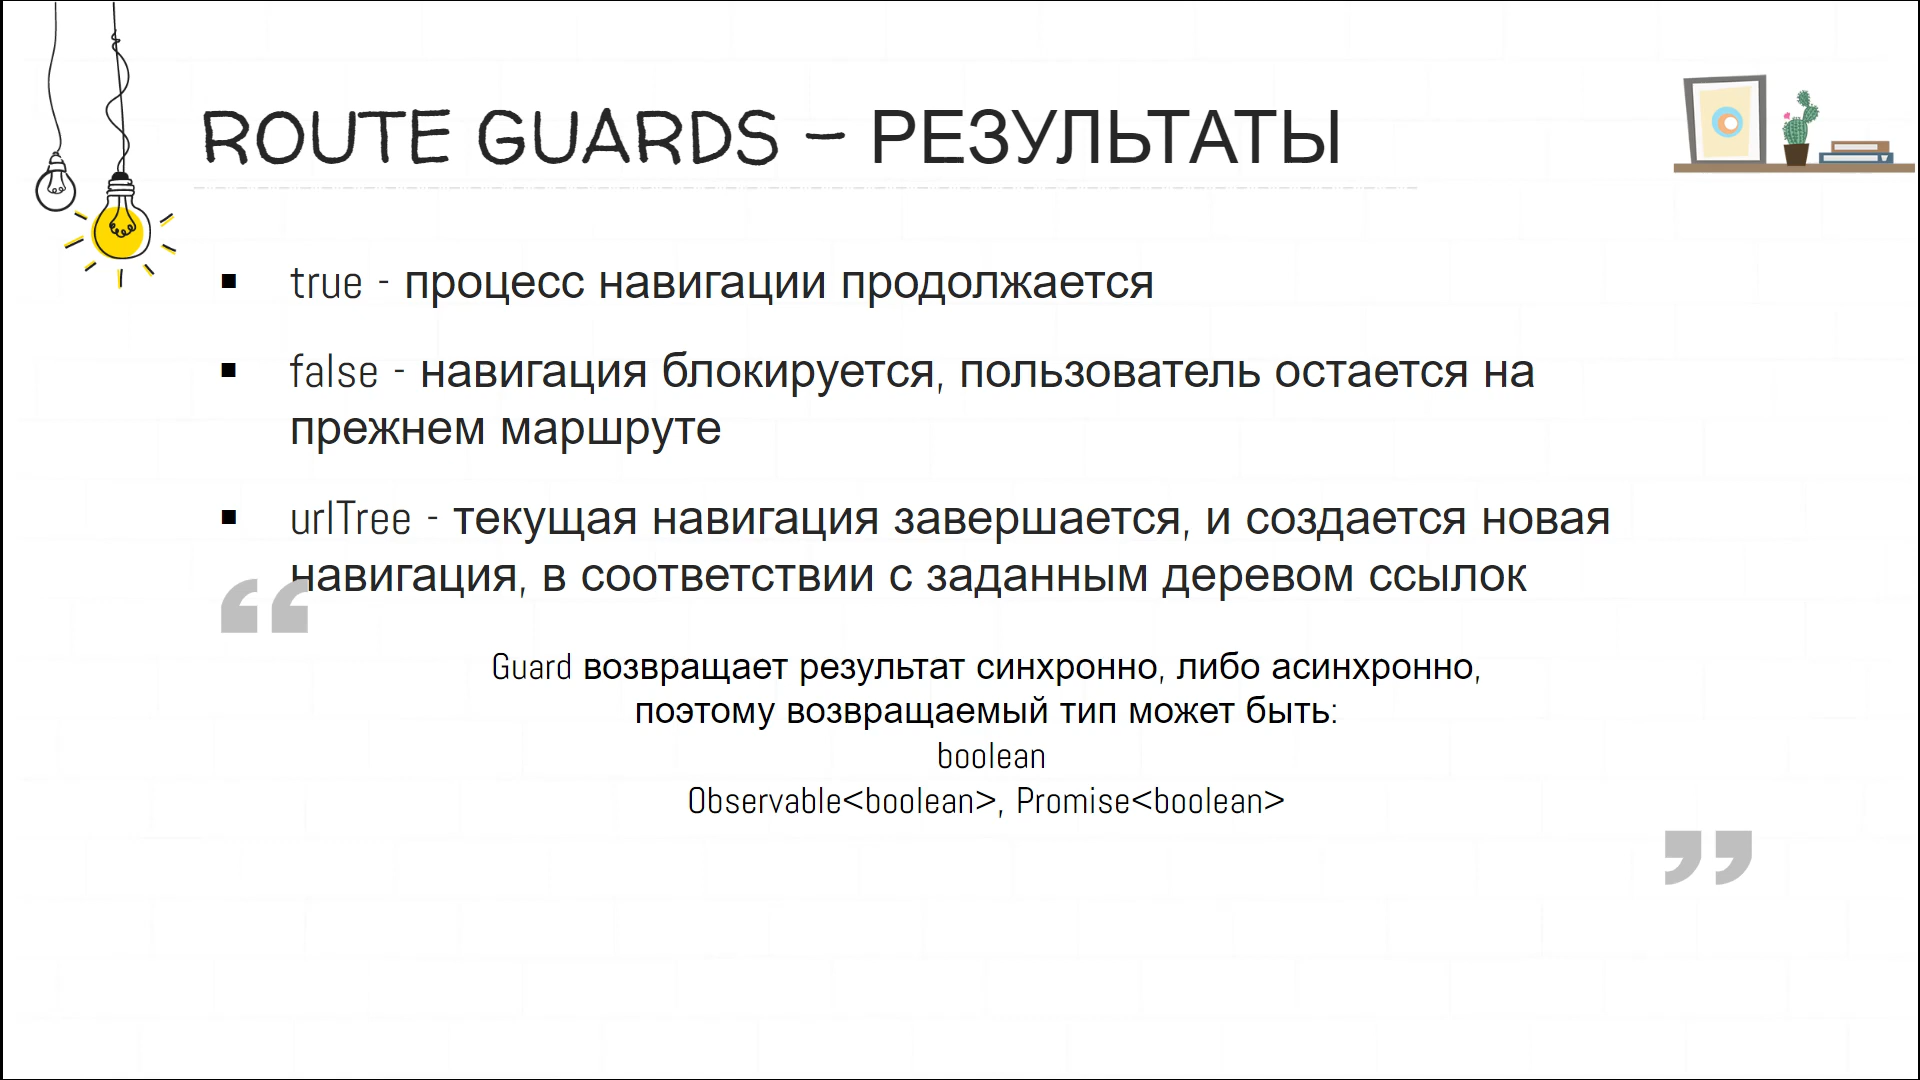 ROUTE GUARDS – РЕЗУЛЬТАТЫ
▪ true - процесс навигации продолжается
▪ false - навигация блокируется, пользователь остается на
прежнем маршруте
▪ urlTree - текущая навигация завершается, и создается новая
навигация, в соответствии с заданным деревом ссылок
“
Guard возвращает результат синхронно, либо асинхронно,
поэтому возвращаемый тип может быть:
boolean
Observable<boolean>, Promise<boolean>
”